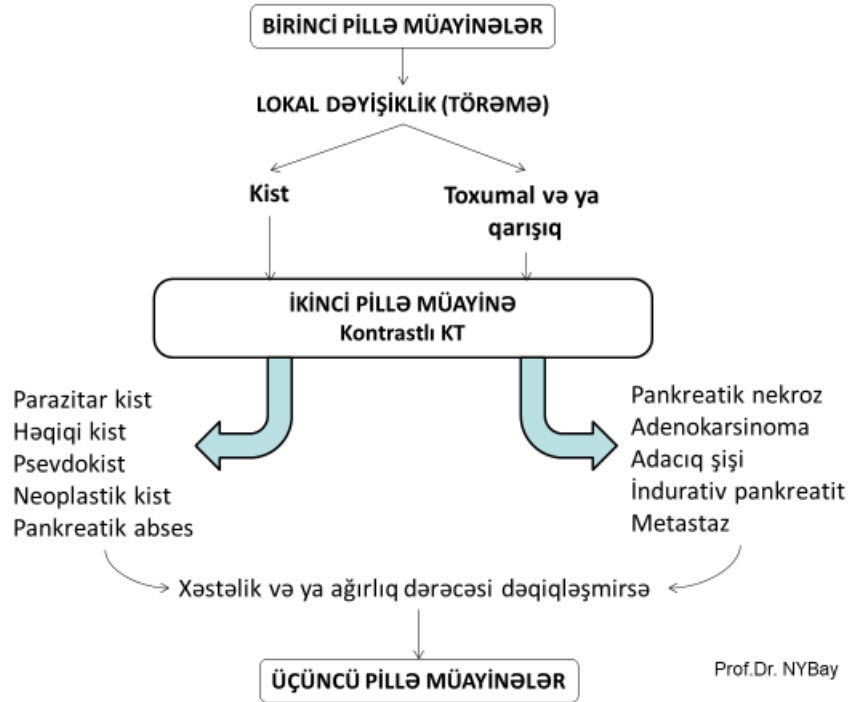 BİRİNCİ PİLLƏ MÜAYİNƏLƏR
LOKAL DƏYİŞİKLİK (TÖRƏMƏ)
Kist
Toxumal və ya
qarışıq
İKİNCİ PİLLƏ MÜAYİNƏ
Kontrastlı KT
Parazitar kist
Həqiqi kist
Psevdokist
Neoplastik kist
Pankreatik abses
Pankreatik nekroz
Adenokarsinoma
Adacıq şişi
İndurativ pankreatit
Metastaz
Xəstəlik və ya ağırlıq dərəcəsi dəqiqləşmirsə
ÜÇÜNCÜ PİLLƏ MÜAYİNƏLƏR
Prof.Dr. NYBay